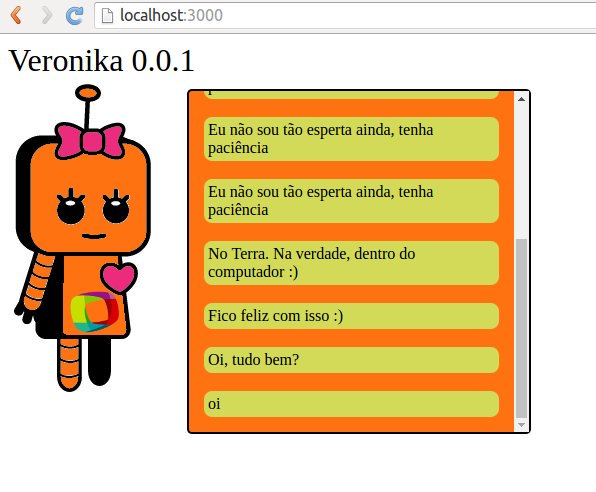 localhost:3000
Veronika 0.0.1
Eu não sou tão esperta ainda, tenha
paciência
Eu não sou tão esperta ainda, tenha
paciência
No Terra. Na verdade, dentro do
computador :)
Fico feliz com isso :)
Oi, tudo bem?
oi